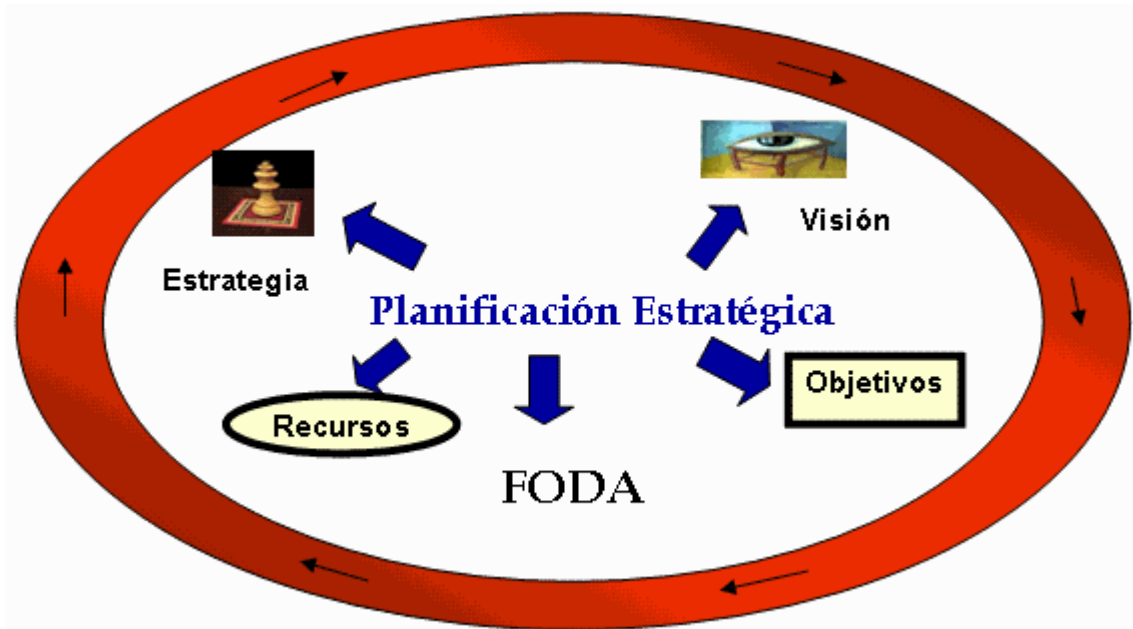 Visión
Estrategia
Planificación Estratégica
Objetivos
Recursos
FODA